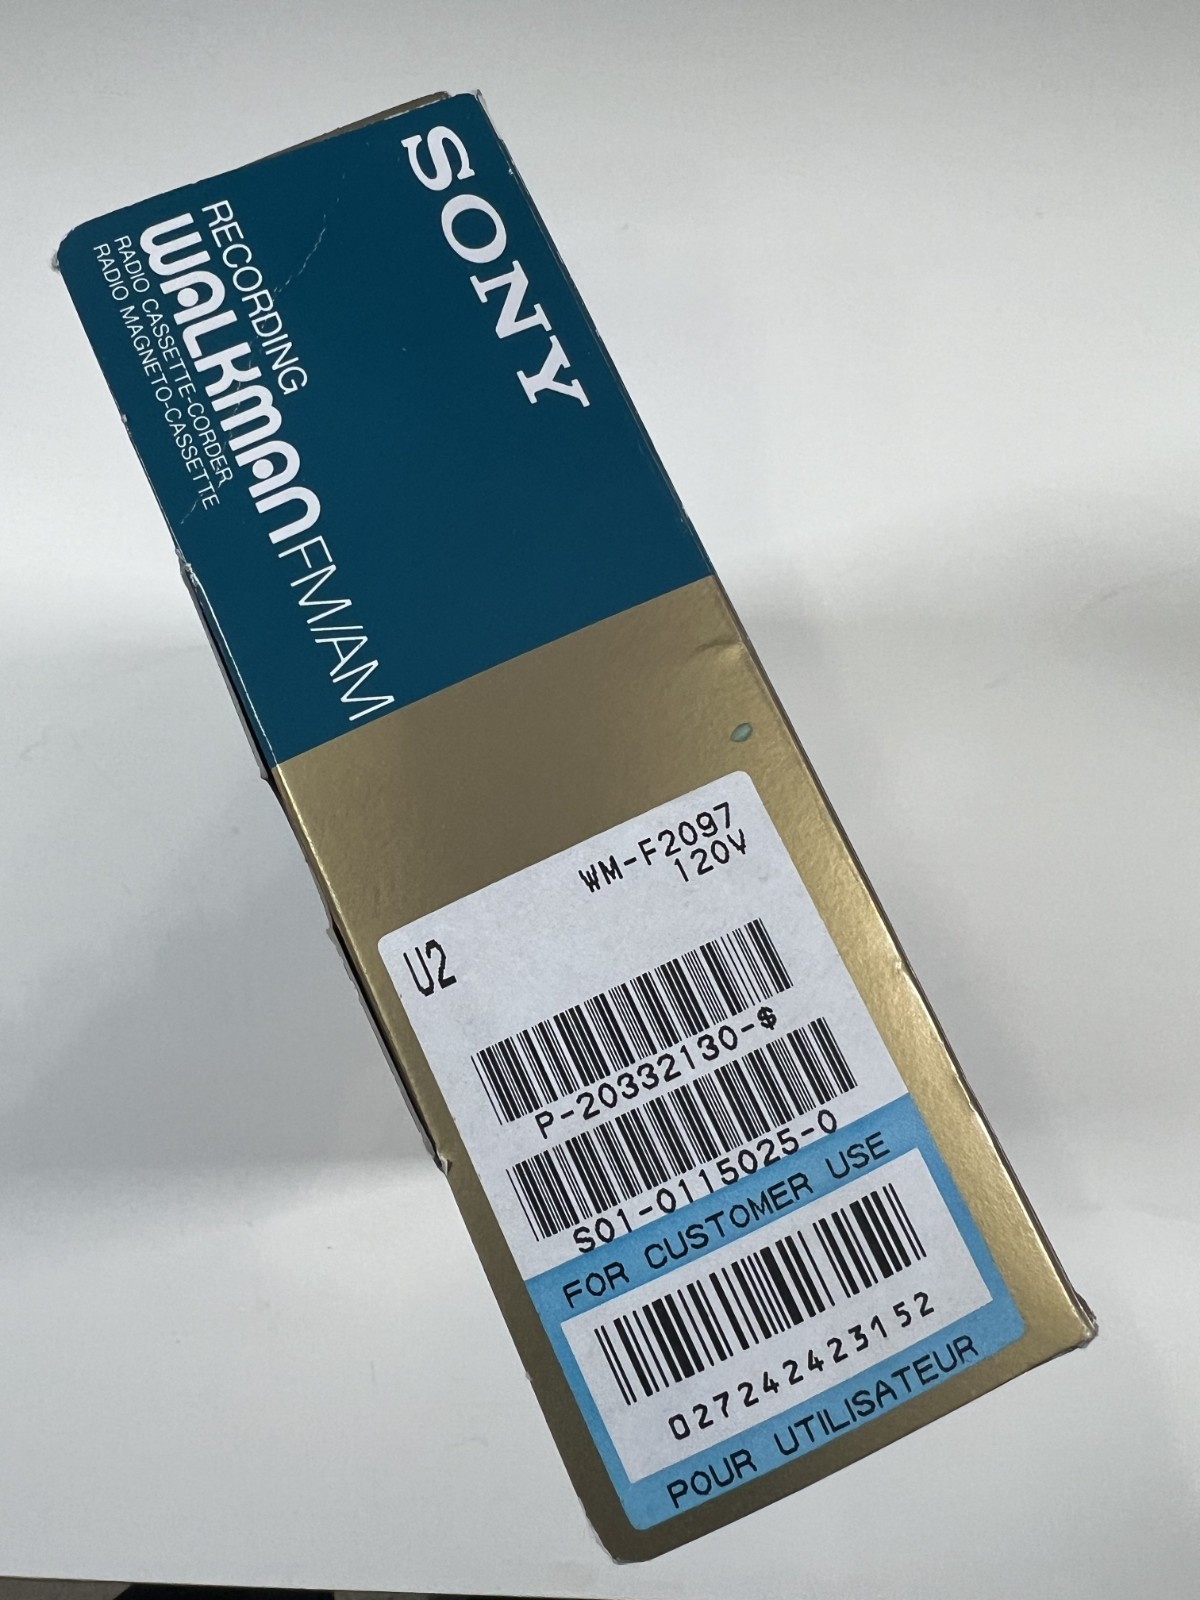 SONY
RECORDING
WALKMAN FM/AM
RADIO CASSETTE-CORDER
RADIO MAGNETO-CASSETTE
WM-F2097
120V
U2
P-20332130-$
S01-0115025-0
FOR CUSTOMER USE
027242423152
POUR UTILISATEUR